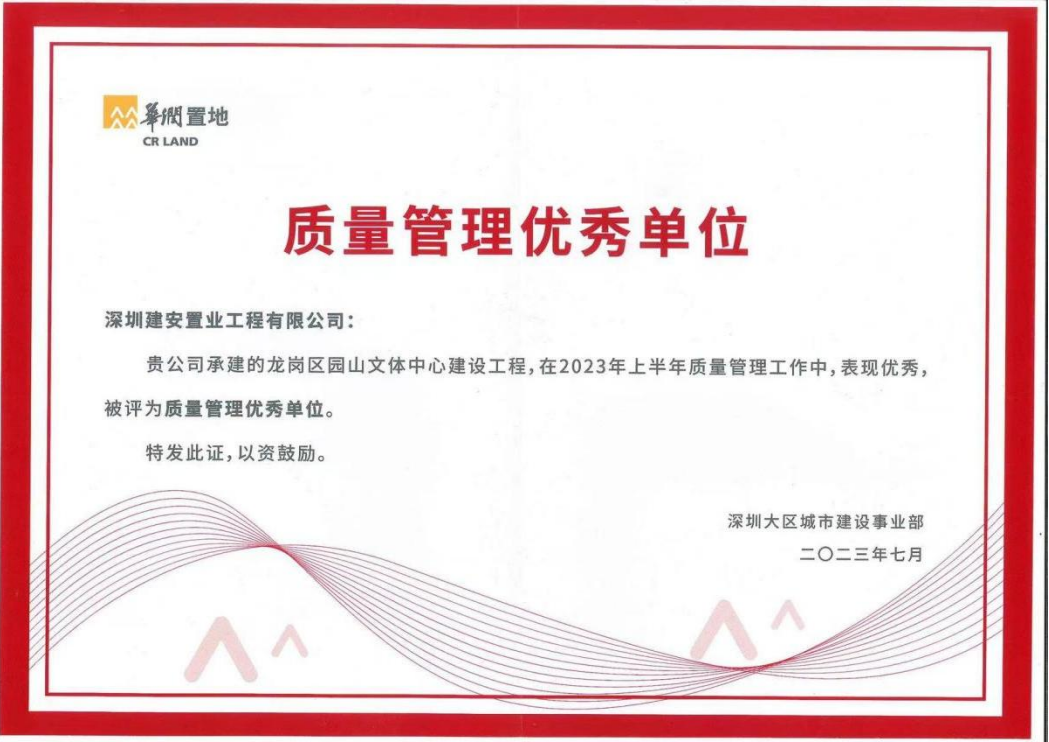 華潤置地
CR LAND
质量管理优秀单位
深圳建安置业工程有限公司：
贵公司承建的龙岗区园山文体中心建设工程，在2023年上半年质量管理工作中，表现优秀，
被评为质量管理优秀单位。
特发此证，以资鼓励。
深圳大区城市建设事业部
二〇二三年七月